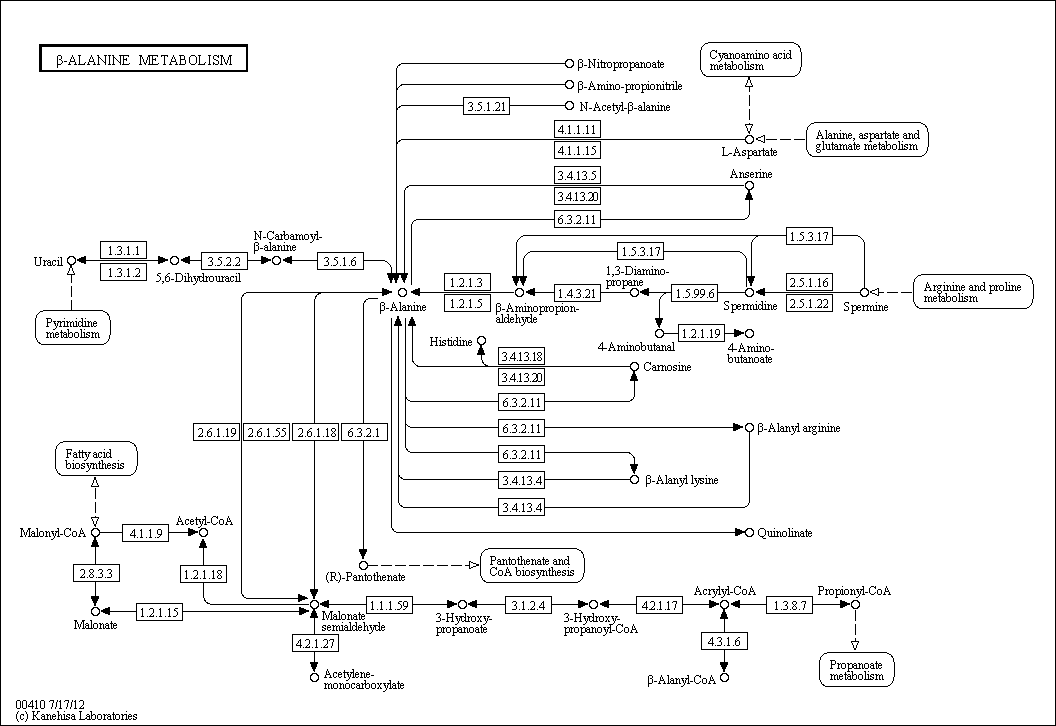 β-ALANINE METABOLISM
Cyanoamino acid
metabolism
β-Nitropropanoate
β-Amino-propionitrile
3.5.1.21
N-Acetyl-β-alanine
4.1.1.11
4.1.1.15
L-Aspartate
Alanine, aspartate and
glutamate metabolism
3.4.13.5
3.4.13.20
Anserine
6.3.2.11
N-Carbamoyl-
β-alanine
1.5.3.17
1.5.3.17
Uracil
1.3.1.1
1.3.1.2
5,6-Dihydrouracil
3.5.2.2
3.5.1.6
1,3-Diamino-
propane
β-Alanine
1.2.1.3
1.2.1.5
β-Aminopropion-
aldehyde
1.4.3.21
1.5.99.6
Spermidine
2.5.1.16
2.5.1.22
Spermine
Arginine and proline
metabolism
Pyrimidine
metabolism
4-Aminobutanal
1.2.1.19
4-Amino-
butanoate
Histidine
3.4.13.18
3.4.13.20
Carnosine
6.3.2.11
2.6.1.19
2.6.1.55
2.6.1.18
6.3.2.1
6.3.2.11
β-Alanyl arginine
6.3.2.11
3.4.13.4
β-Alanyl lysine
3.4.13.4
Fatty acid
biosynthesis
Malonyl-CoA
4.1.1.9
Acetyl-CoA
Quinolinate
2.8.3.3
1.2.1.18
(R)-Pantothenate
Pantothenate and
CoA biosynthesis
Malonate
1.2.1.15
Malonate
semialdehyde
1.1.1.59
3-Hydroxy-
propanoate
3.1.2.4
3-Hydroxy-
propanoyl-CoA
4.2.1.17
Acrylyl-CoA
1.3.8.7
Propionyl-CoA
4.2.1.27
4.3.1.6
Acetylene-
monocarboxylate
β-Alanyl-CoA
Propanoate
metabolism
00410 7/17/12
(c) Kanehisa Laboratories